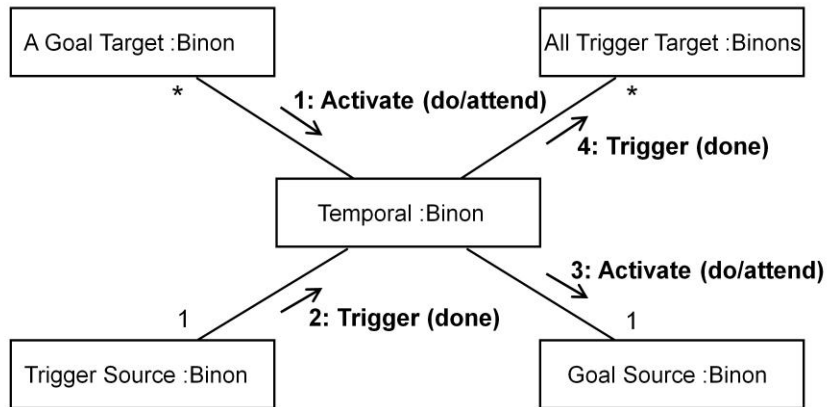 A Goal Target :Binon
All Trigger Target :Binons
*
*
1: Activate (do/attend)
4: Trigger (done)
Temporal :Binon
3: Activate (do/attend)
1
2: Trigger (done)
1
Trigger Source :Binon
Goal Source :Binon